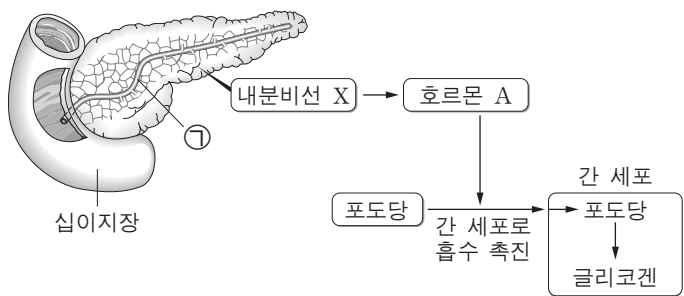 내분비선 X
호르몬 A
㉠
십이지장
포도당
간 세포로
흡수 촉진
간 세포
포도당
글리코겐